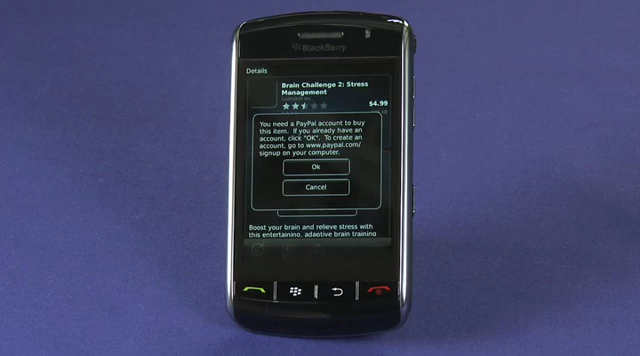 BlackBerry
Details
Brain Challenge 2: Stress
Management
$4.99
You need a PayPal account to buy
this item. If you already have an
account, click "OK". To create an
account, go to www.paypal.com/
signup on your computer.
Ok
Cancel
Boost your brain and relieve stress with
this entertaining, adaptive brain training